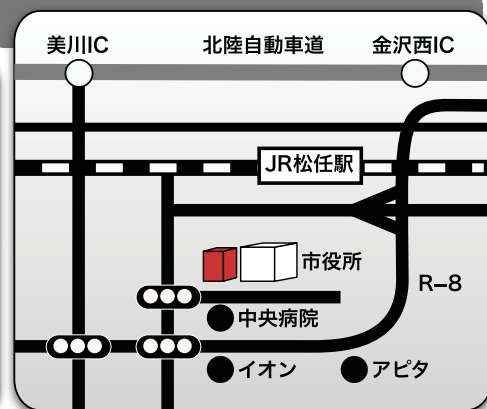 美川IC
北陸自動車道
金沢西IC
JR松任駅
市役所
R−8
中央病院
イオン
アピタ